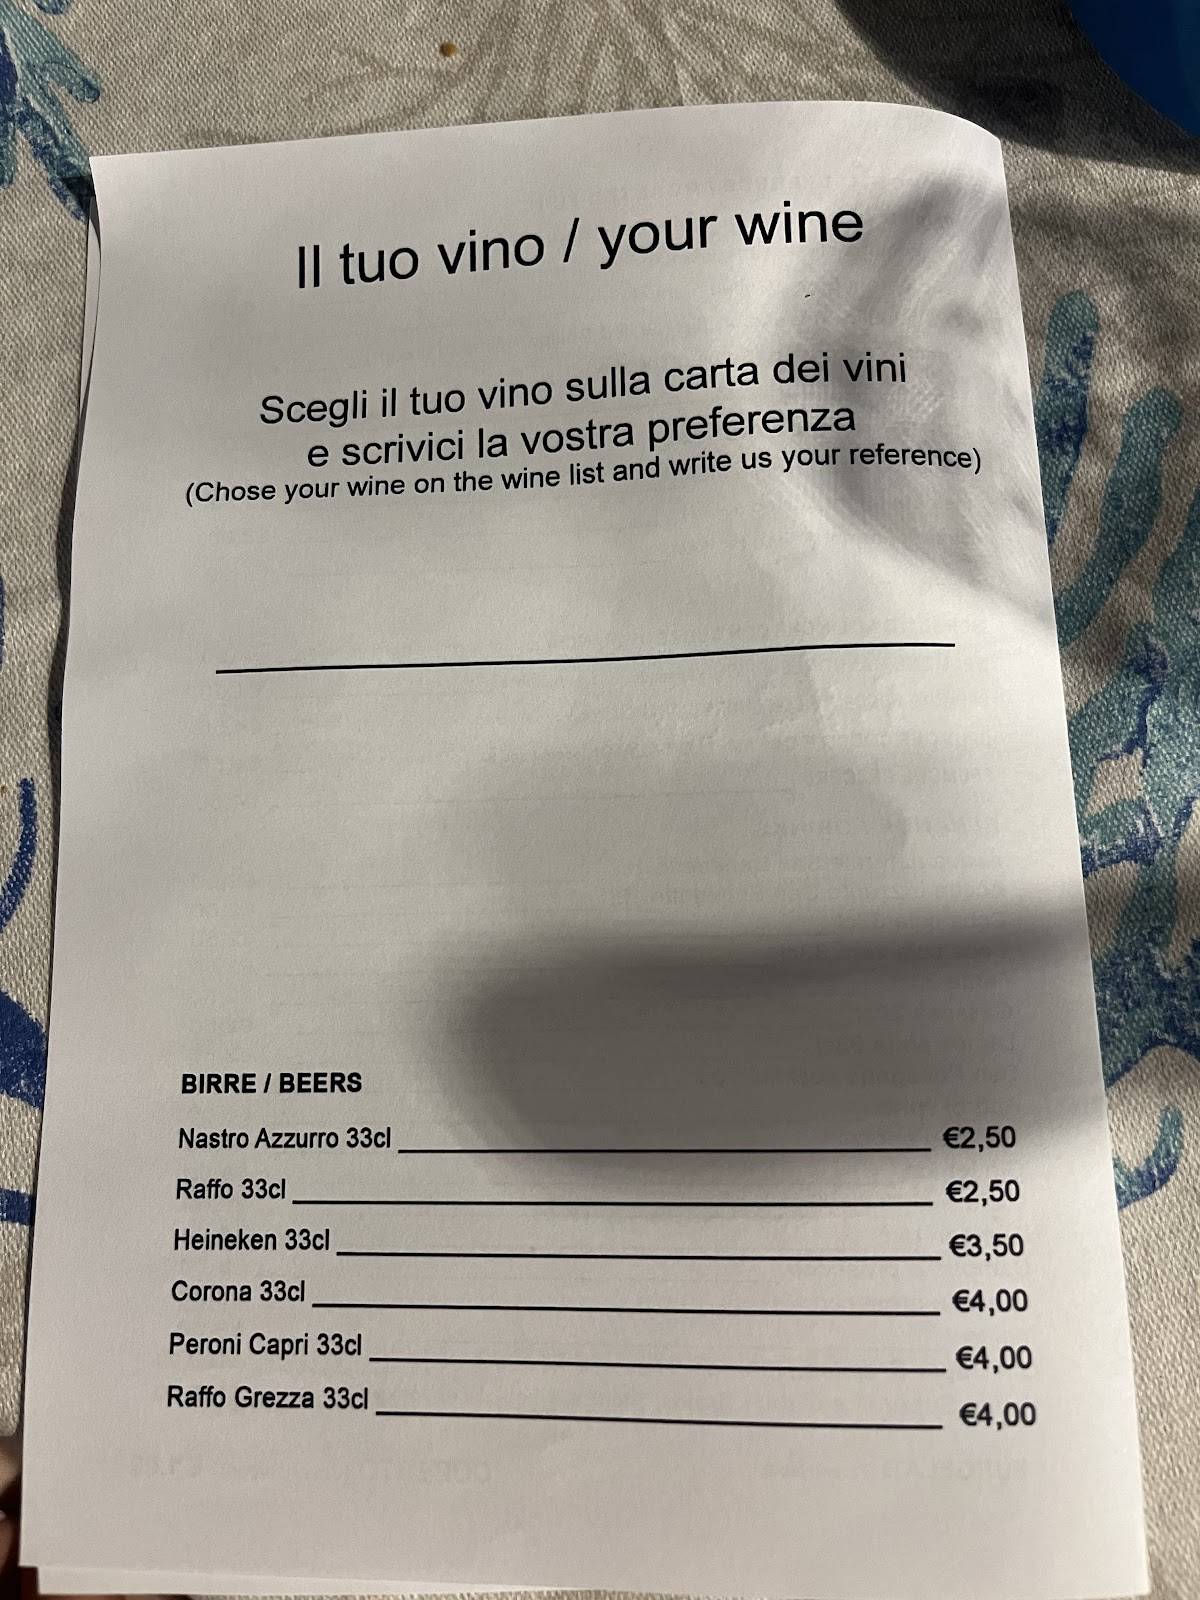 Il tuo vino / your wine
Scegli il tuo vino sulla carta dei vini
e scrivici la vostra preferenza
(Chose your wine on the wine list and write us your reference)
BIRRE / BEERS
Nastro Azzurro 33cl €2,50
Raffo 33cl €2,50
Heineken 33cl €3,50
Corona 33cl €4,00
Peroni Capri 33cl €4,00
Raffo Grezza 33cl €4,00